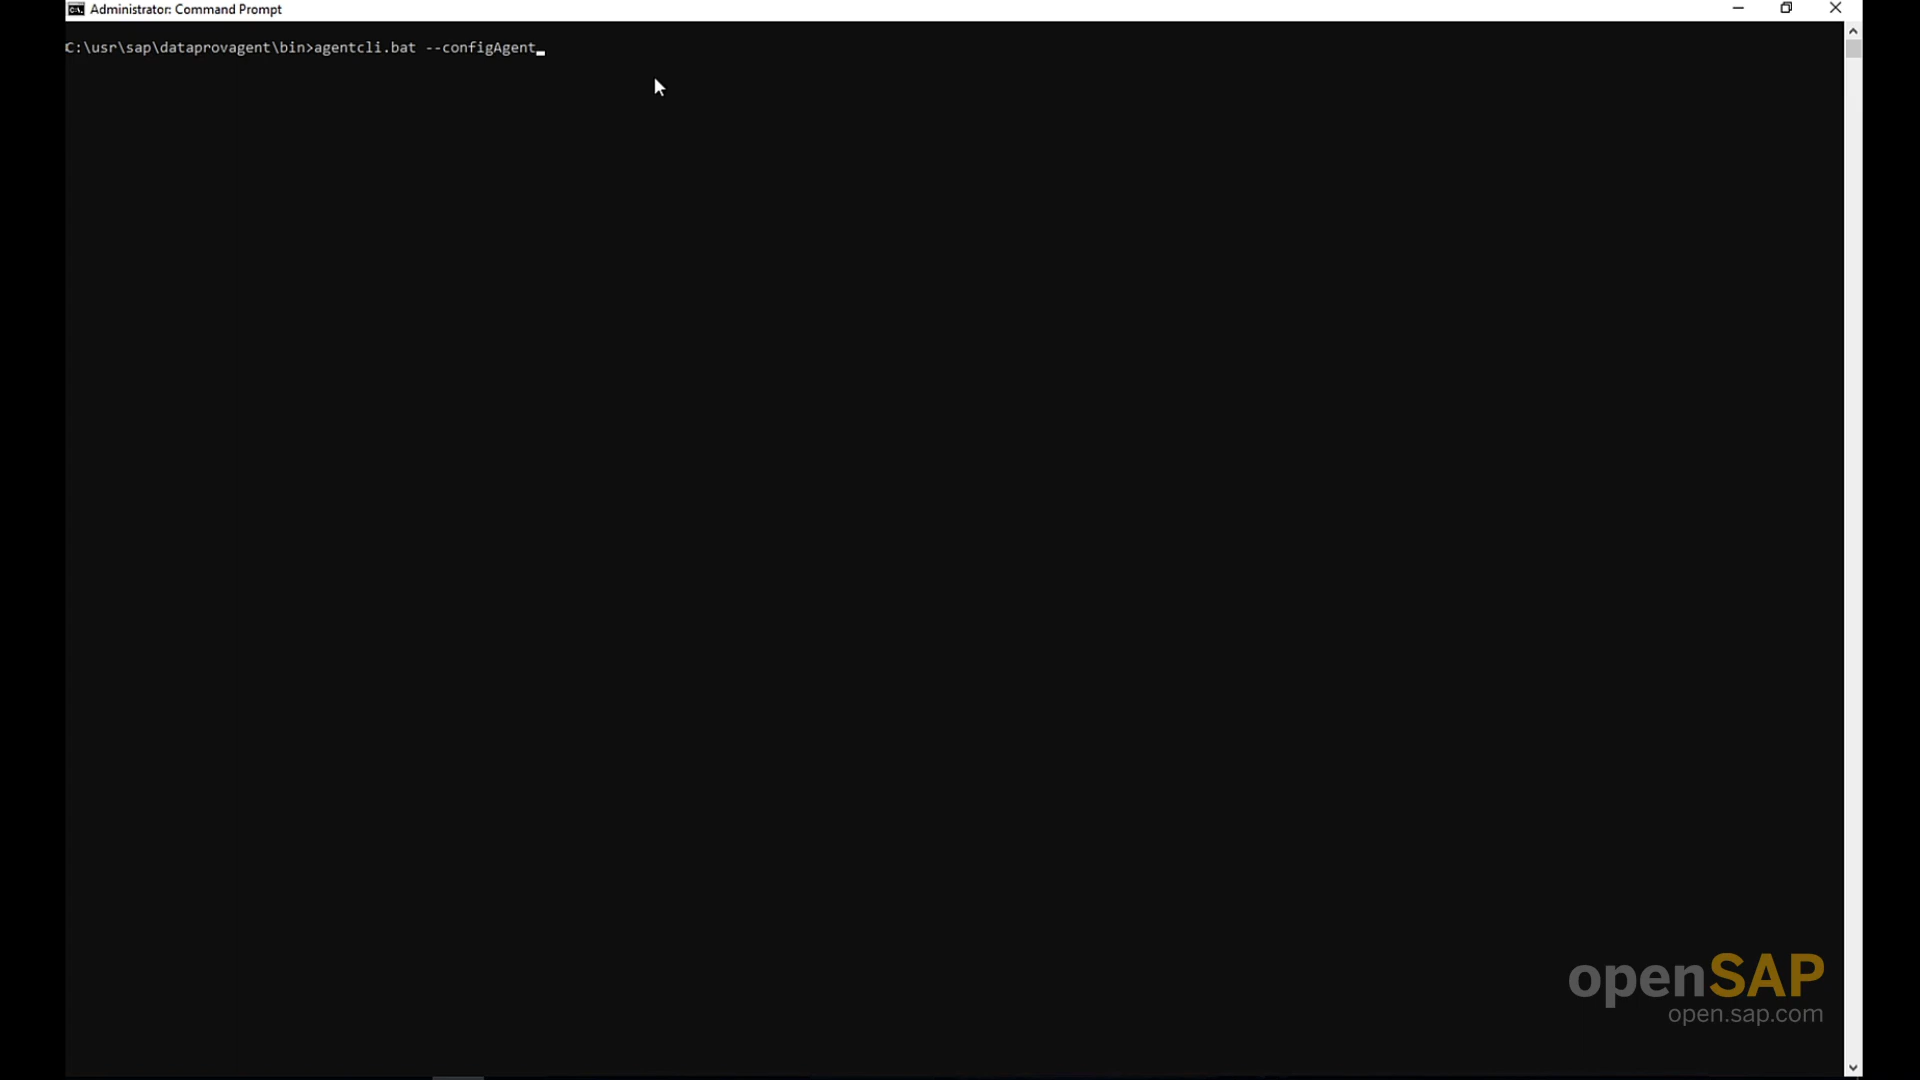 Administrator: Command Prompt
C:\usr\sap\dataprovagent\bin>agentcli.bat --configAgent
openSAP
open.sap.com